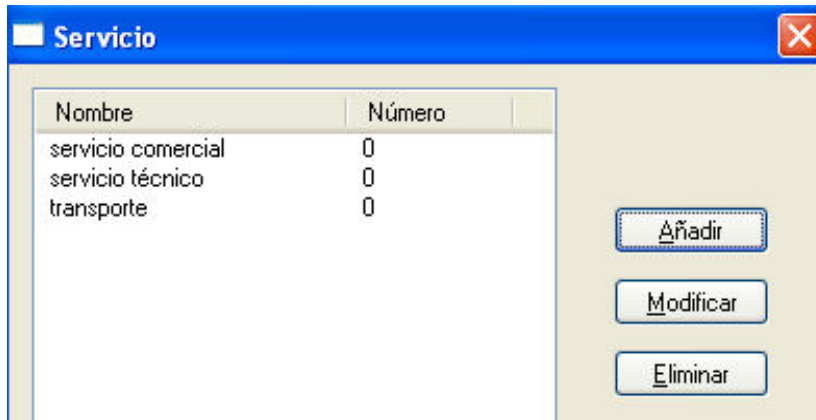 Servicio
Nombre Número
servicio comercial 0
servicio técnico 0
transporte 0
Añadir
Modificar
Eliminar